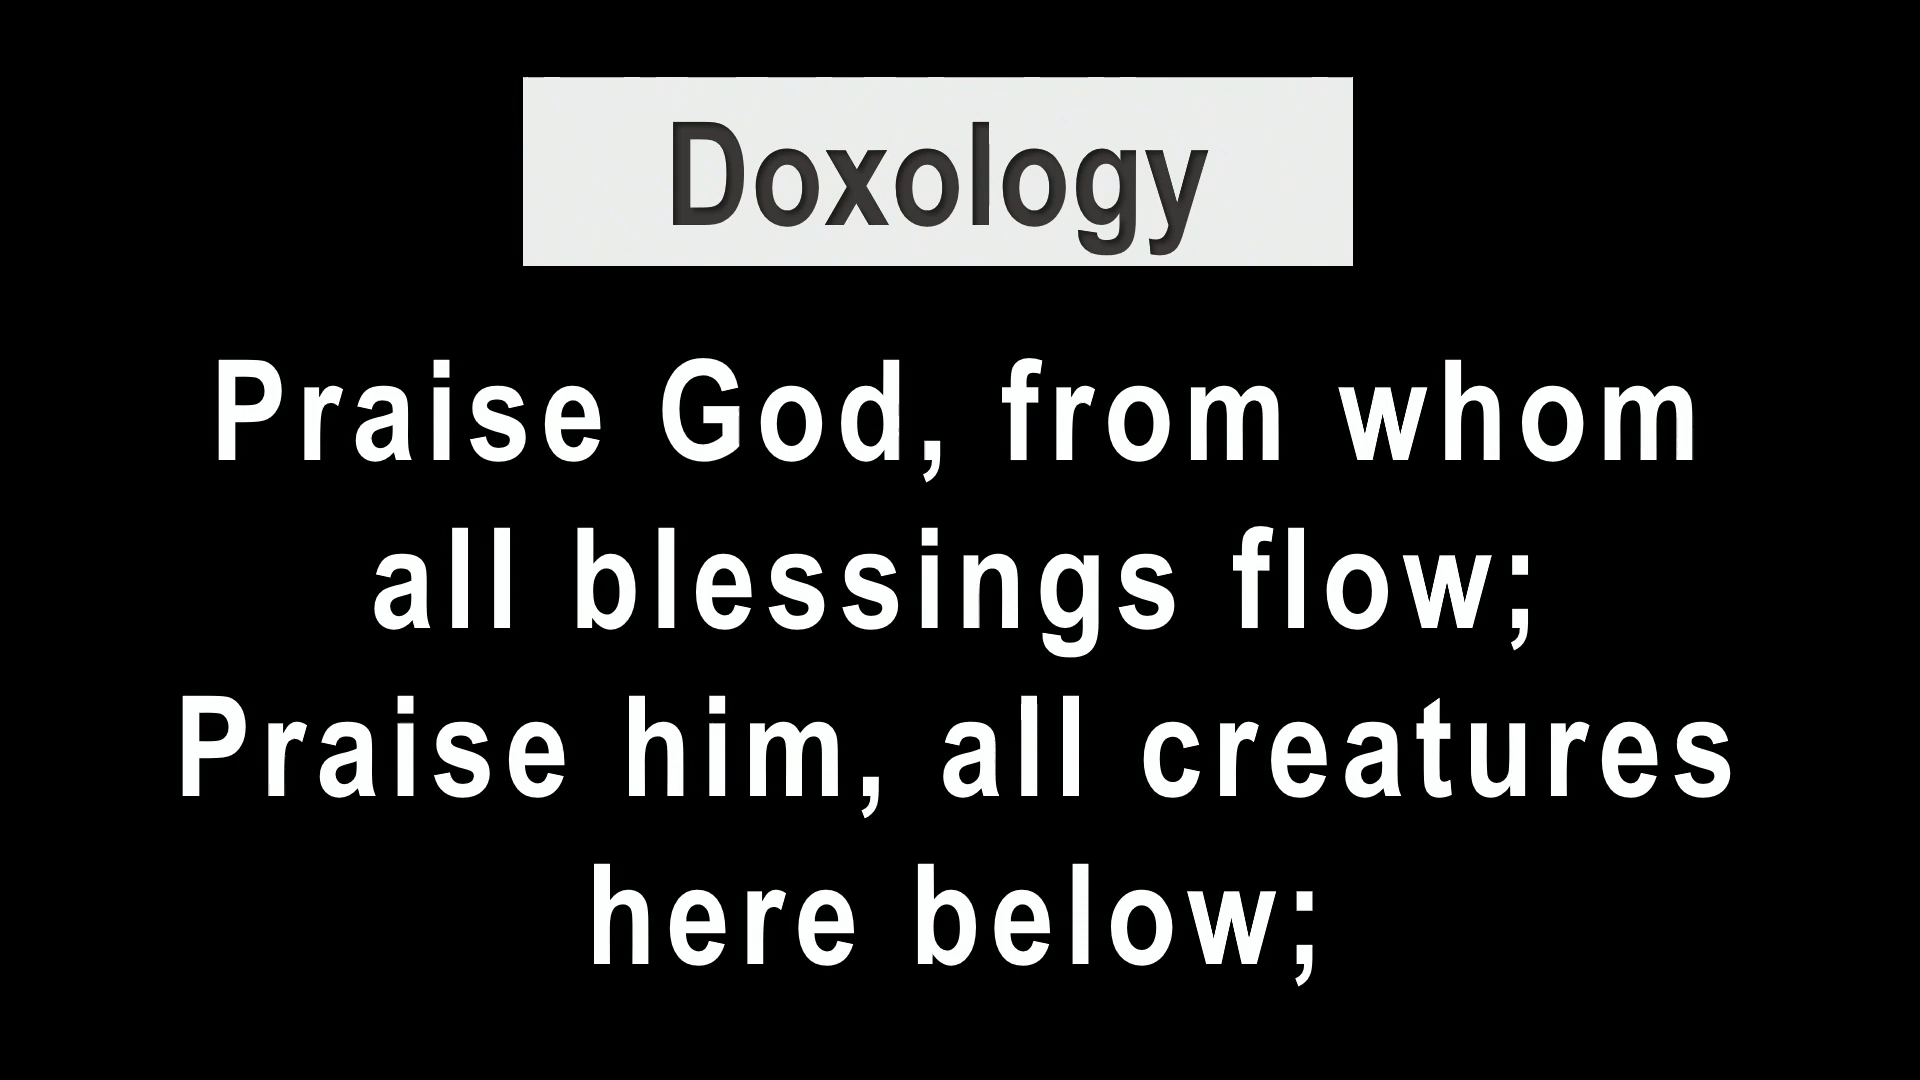 Doxology
Praise God, from whom
all blessings flow;
Praise him, all creatures
here below;